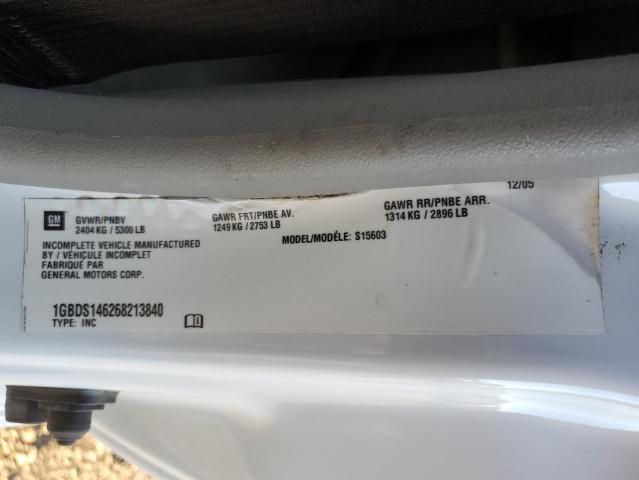 12/05
GM
GVWR/PNBV
2404 KG / 5300 LB
GAWR FRT/PNBE AV.
1249 KG / 2753 LB
GAWR RR/PNBE ARR.
1314 KG / 2896 LB
INCOMPLETE VEHICLE MANUFACTURED
BY / VÉHICULE INCOMPLET
FABRIQUÉ PAR
GENERAL MOTORS CORP.
MODEL/MODÉLE: S15603
1GBDS146268213840
TYPE: INC